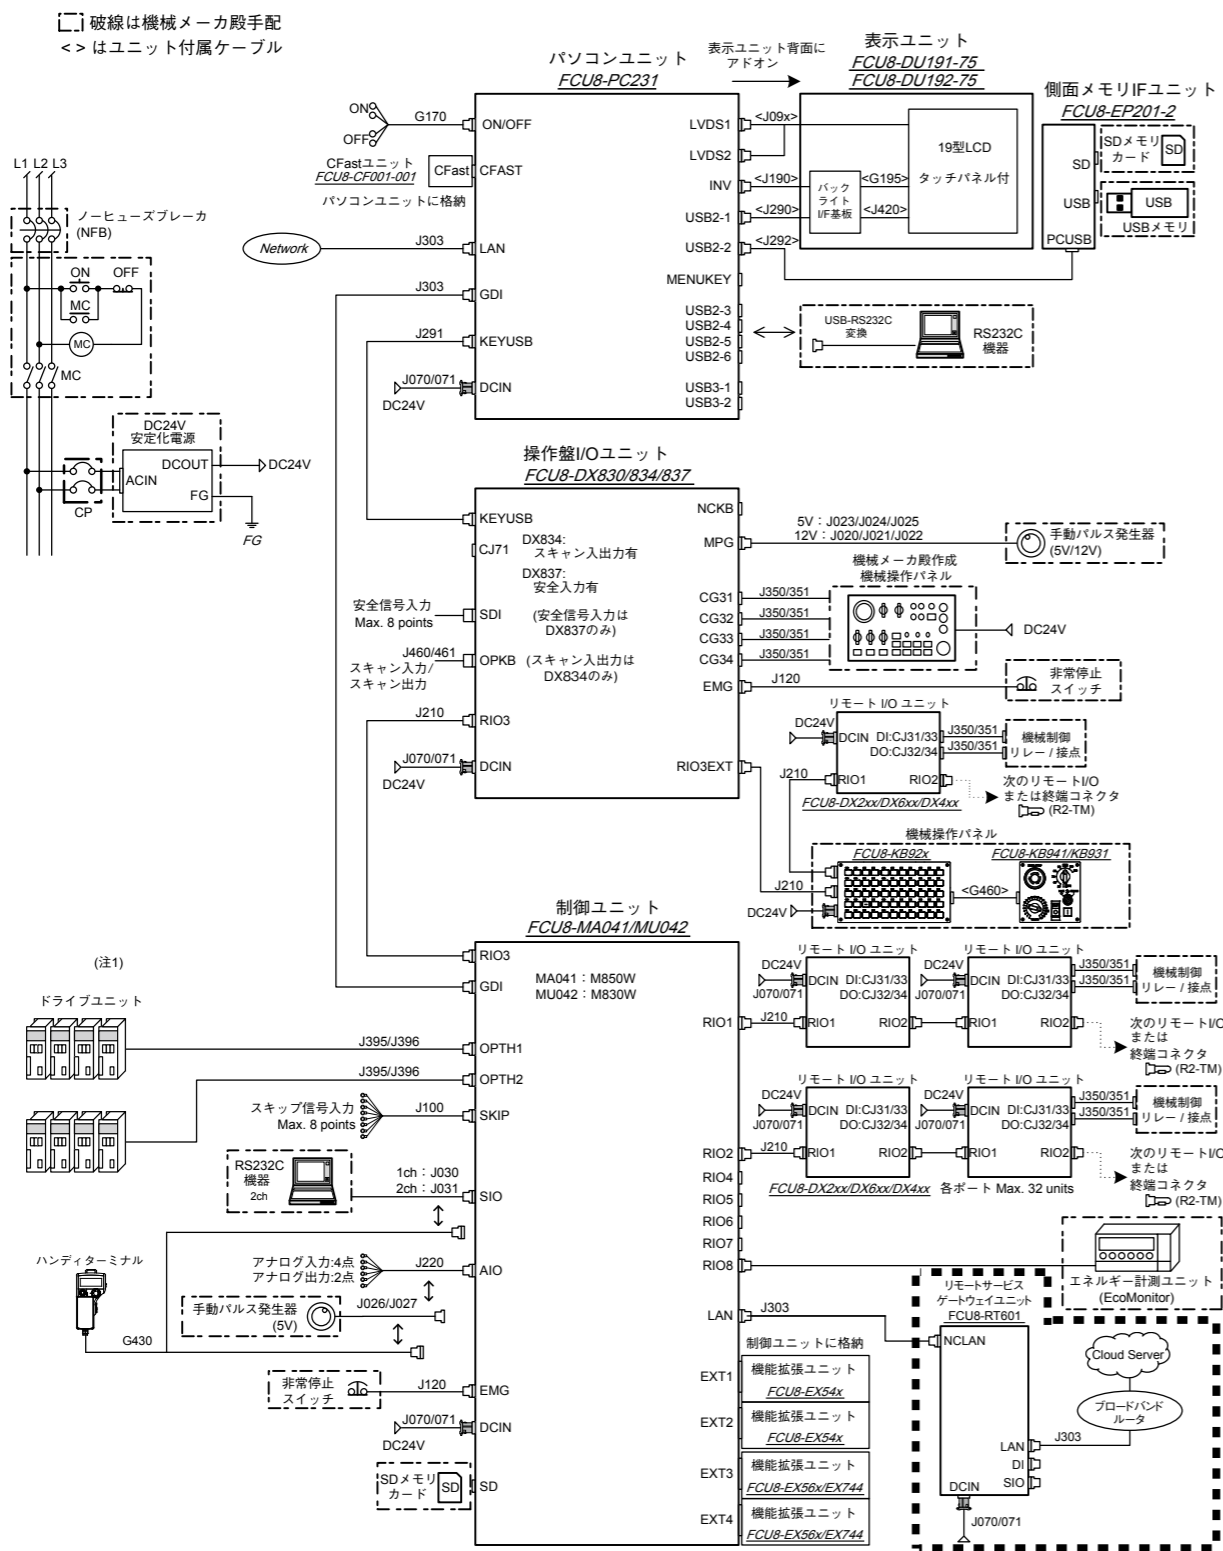 破線は機械メーカ殿手配
< > はユニット付属ケーブル
パソコンユニット
FCU8-PC231
表示ユニット背面に
アドオン
表示ユニット
FCU8-DU191-75
FCU8-DU192-75
側面メモリIFユニット
FCU8-EP201-2
ON
OFF
G170
ON/OFF
CFastユニット
FCU8-CF001-001
CFast
CFAST
パソコンユニットに格納
Network
J303
LAN
J303
GDI
J291
KEYUSB
J070/071
DCIN
DC24V
LVDS1
LVDS2
INV
USB2-1
USB2-2
MENUKEY
USB2-3
USB2-4
USB2-5
USB2-6
USB3-1
USB3-2
<J09x>
<J190>
<J290>
<J292>
バック
ライト
I/F基板
<G195>
<J420>
19型LCD
タッチパネル付
SD
USB
PCUSB
SDメモリ
カード
SD
USB
USBメモリ
USB-RS232C
変換
RS232C
機器
L1 L2 L3
ノーヒューズブレーカ
(NFB)
ON
OFF
MC
MC
MC
DC24V
安定化電源
DCOUT
ACIN
FG
DC24V
CP
FG
操作盤I/Oユニット
FCU8-DX830/834/837
KEYUSB
CJ71
DX834:
スキャン入出力有
DX837:
安全入力有
安全信号入力
Max. 8 points
SDI
(安全信号入力は
DX837のみ)
J460/461
スキャン入力/
スキャン出力
OPKB
(スキャン入出力は
DX834のみ)
J210
RIO3
J070/071
DCIN
DC24V
NCKB
MPG
CG31
CG32
CG33
CG34
EMG
RIO3EXT
5V：J023/J024/J025
12V：J020/J021/J022
手動パルス発生器
(5V/12V)
機械メーカ殿作成
機械操作パネル
J350/351
J350/351
J350/351
J350/351
DC24V
J120
非常停止
スイッチ
リモート I/O ユニット
DC24V
DCIN
DI:CJ31/33
DO:CJ32/34
J350/351
J350/351
機械制御
リレー / 接点
J210
RIO1
RIO2
次のリモートI/O
または終端コネクタ
(R2-TM)
FCU8-DX2xx/DX6xx/DX4xx
機械操作パネル
FCU8-KB92x
FCU8-KB941/KB931
J210
<G460>
DC24V
制御ユニット
FCU8-MA041/MU042
RIO3
GDI
MA041：M850W
MU042：M830W
(注1)
ドライブユニット
J395/J396
OPTH1
J395/J396
OPTH2
スキップ信号入力
Max. 8 points
J100
SKIP
RS232C
機器
2ch
1ch：J030
2ch：J031
SIO
ハンディターミナル
アナログ入力:4点
アナログ出力:2点
J220
AIO
手動パルス発生器
(5V)
J026/J027
G430
非常停止
スイッチ
J120
EMG
J070/071
DCIN
DC24V
SDメモリ
カード
SD
SD
RIO1
RIO2
RIO4
RIO5
RIO6
RIO7
RIO8
LAN
EXT1
EXT2
EXT3
EXT4
リモート I/O ユニット
DC24V
DCIN
J070/071
DI:CJ31/33
DO:CJ32/34
J210
RIO1
RIO2
リモート I/O ユニット
DC24V
DCIN
J070/071
DI:CJ31/33
DO:CJ32/34
RIO1
RIO2
J350/351
J350/351
機械制御
リレー / 接点
次のリモートI/O
または
終端コネクタ
(R2-TM)
リモート I/O ユニット
DC24V
DCIN
J070/071
DI:CJ31/33
DO:CJ32/34
J210
RIO1
RIO2
リモート I/O ユニット
DC24V
DCIN
J070/071
DI:CJ31/33
DO:CJ32/34
RIO1
RIO2
J350/351
J350/351
機械制御
リレー / 接点
次のリモートI/O
または
終端コネクタ
(R2-TM)
FCU8-DX2xx/DX6xx/DX4xx
各ポート Max. 32 units
エネルギー計測ユニット
(EcoMonitor)
J303
リモートサービス
ゲートウェイユニット
FCU8-RT601
NCLAN
LAN
DI
SIO
DCIN
J070/071
J303
Cloud Server
ブロードバンド
ルータ
制御ユニットに格納
機能拡張ユニット
FCU8-EX54x
機能拡張ユニット
FCU8-EX54x
機能拡張ユニット
FCU8-EX56x/EX744
機能拡張ユニット
FCU8-EX56x/EX744